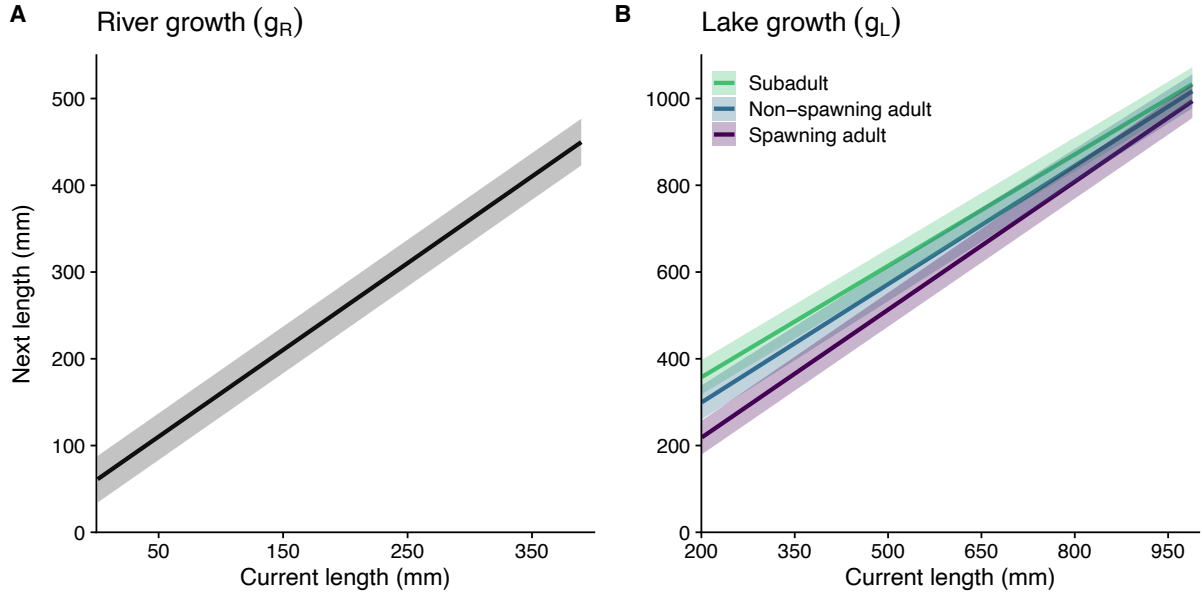 A
River growth (gR)
500
400
300
200
100
0
50 150 250 350
Next length (mm)
Current length (mm)
B
Lake growth (gL)
Subadult
Non−spawning adult
Spawning adult
1000
800
600
400
200
0
200 350 500 650 800 950
Current length (mm)